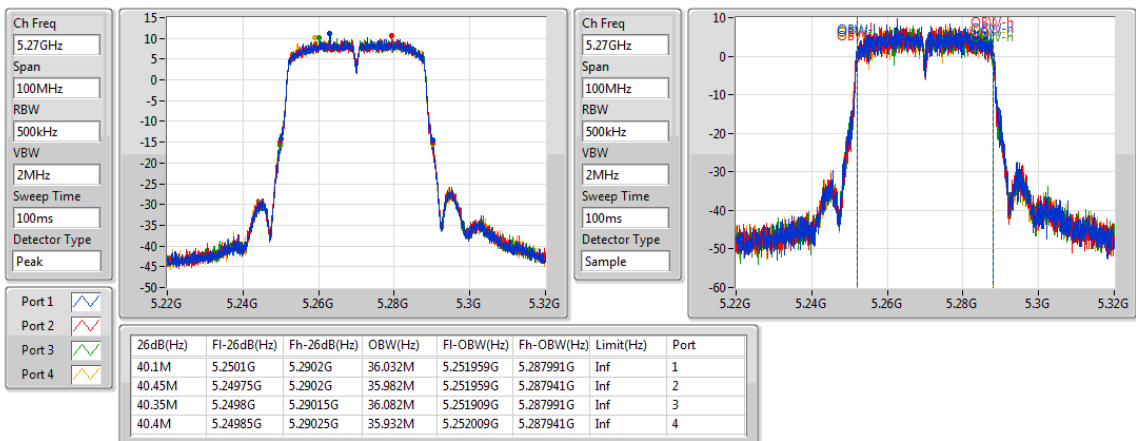 Ch Freq
5.27GHz
Span
100MHz
RBW
500kHz
VBW
2MHz
Sweep Time
100ms
Detector Type
Peak
15
10
5
0
-5
-10
-15
-20
-25
-30
-35
-40
-45
-50
5.22G 5.24G 5.26G 5.28G 5.3G 5.32G
Ch Freq
5.27GHz
Span
100MHz
RBW
500kHz
VBW
2MHz
Sweep Time
100ms
Detector Type
Sample
10
0
-10
-20
-30
-40
-50
-60
OBW-h
5.22G 5.24G 5.26G 5.28G 5.3G 5.32G
Port 1
Port 2
Port 3
Port 4
26dB(Hz) Fl-26dB(Hz) Fh-26dB(Hz) OBW(Hz) Fl-OBW(Hz) Fh-OBW(Hz) Limit(Hz) Port
40.1M 5.2501G 5.2902G 36.032M 5.251959G 5.287991G Inf 1
40.45M 5.24975G 5.2902G 35.982M 5.251959G 5.287941G Inf 2
40.35M 5.2498G 5.29015G 36.082M 5.251909G 5.287991G Inf 3
40.4M 5.24985G 5.29025G 35.932M 5.252009G 5.287941G Inf 4